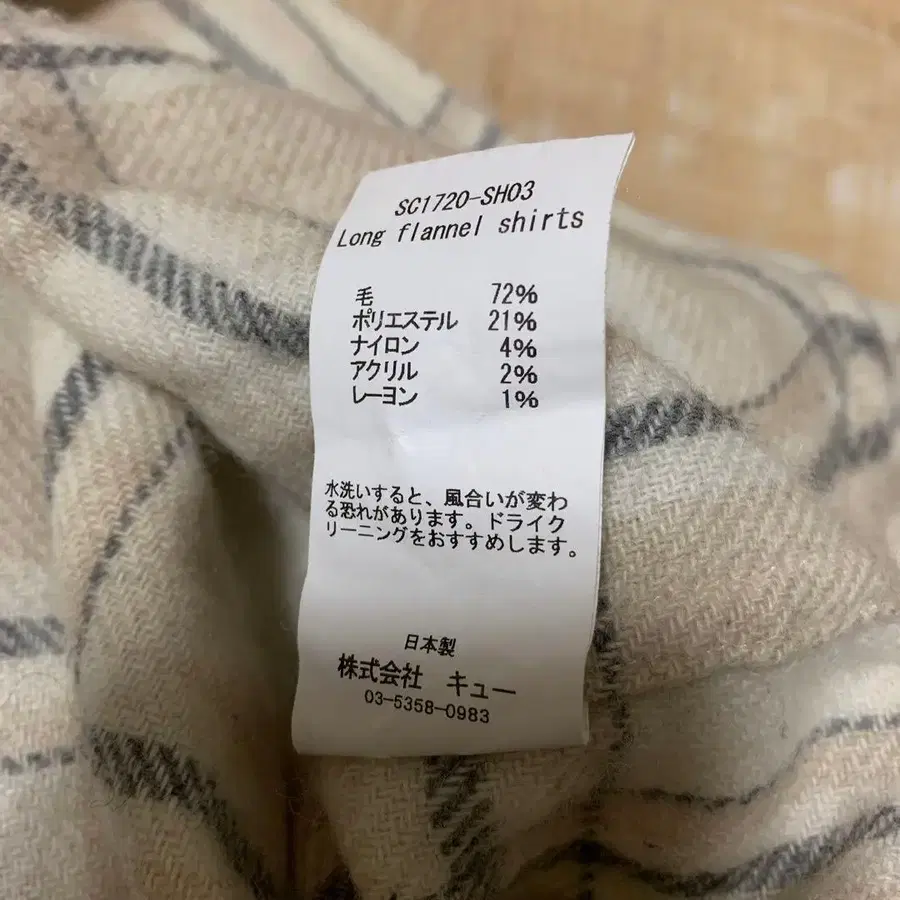 SC1720-SH03
Long flannel shirts
毛 72%
ポリエステル 21%
ナイロン 4%
アクリル 2%
レーヨン 1%
水洗いすると、風合いが変わ
る恐れがあります。ドライク
リーニングをおすすめします。
日本製
株式会社 キュー
03-5358-0983